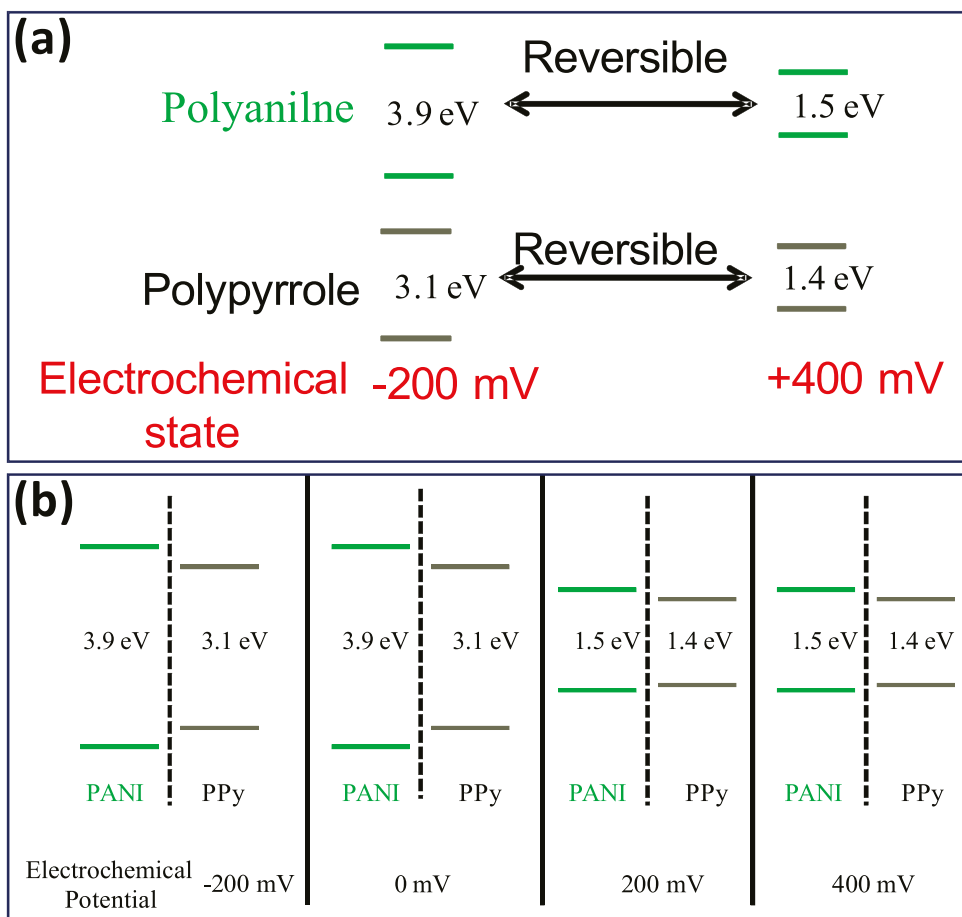 (a)
Reversible
Polyanilne
3.9 eV
1.5 eV
Reversible
Polypyrrole
3.1 eV
1.4 eV
Electrochemical
state
-200 mV
+400 mV
(b)
3.9 eV 3.1 eV 3.9 eV 3.1 eV 1.5 eV 1.4 eV 1.5 eV 1.4 eV
PANI PPy PANI PPy PANI PPy PANI PPy
Electrochemical
Potential
-200 mV 0 mV 200 mV 400 mV